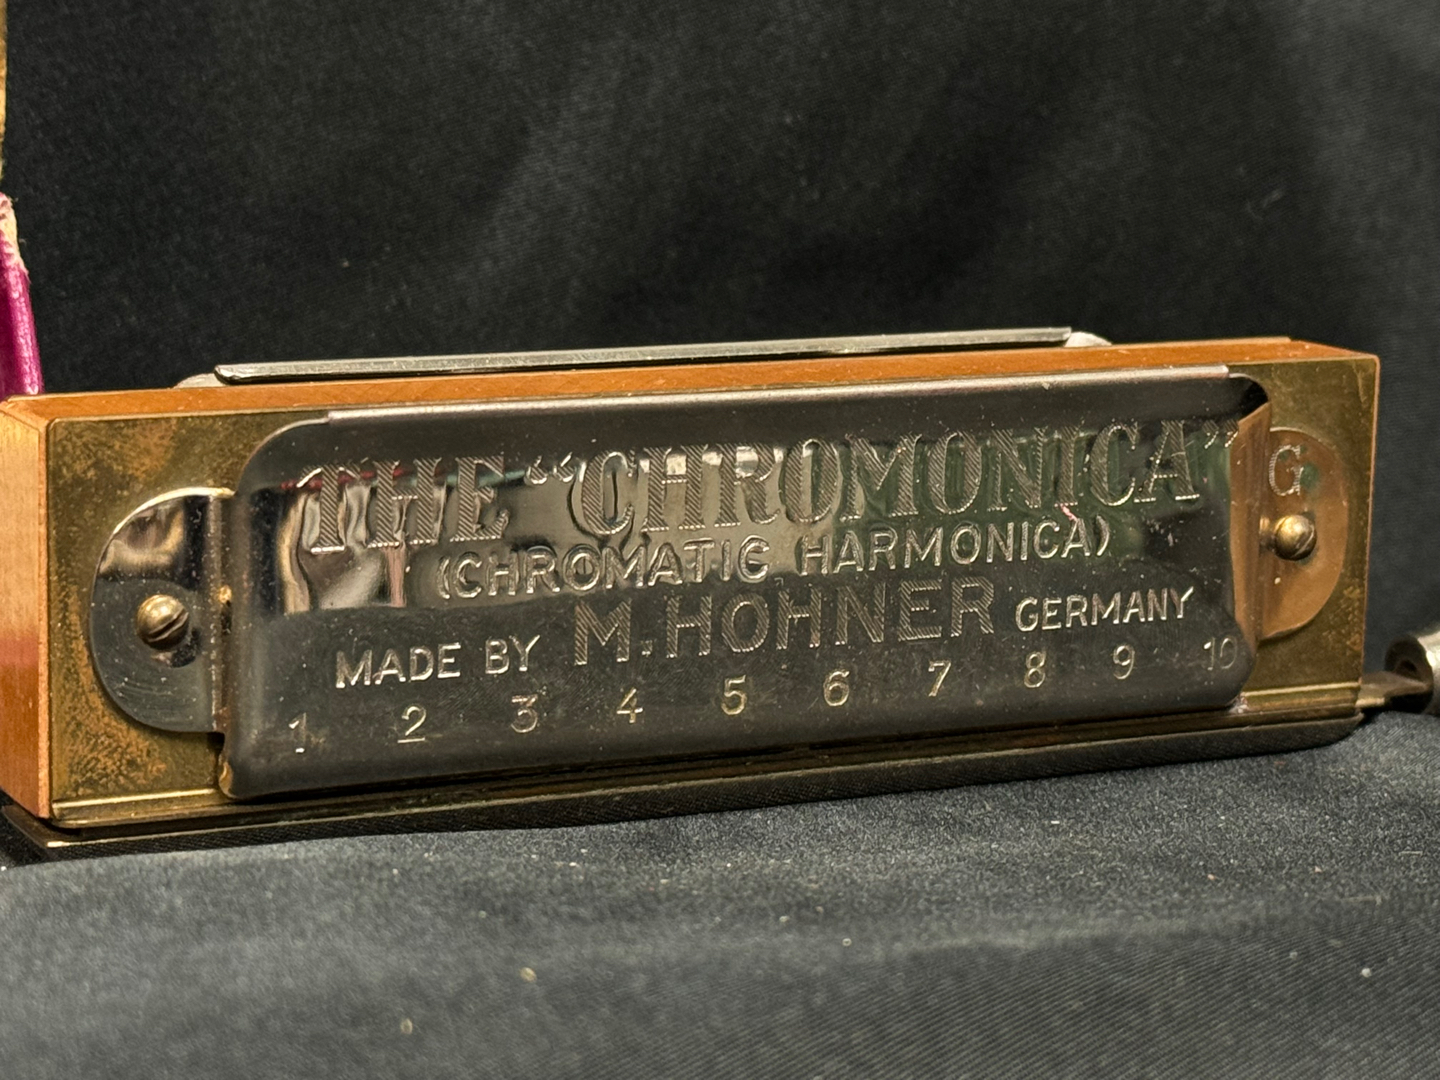 THE “CHROMONICA”
G
(CHROMATIC HARMONICA)
MADE BY M. HOHNER GERMANY
1 2 3 4 5 6 7 8 9 10